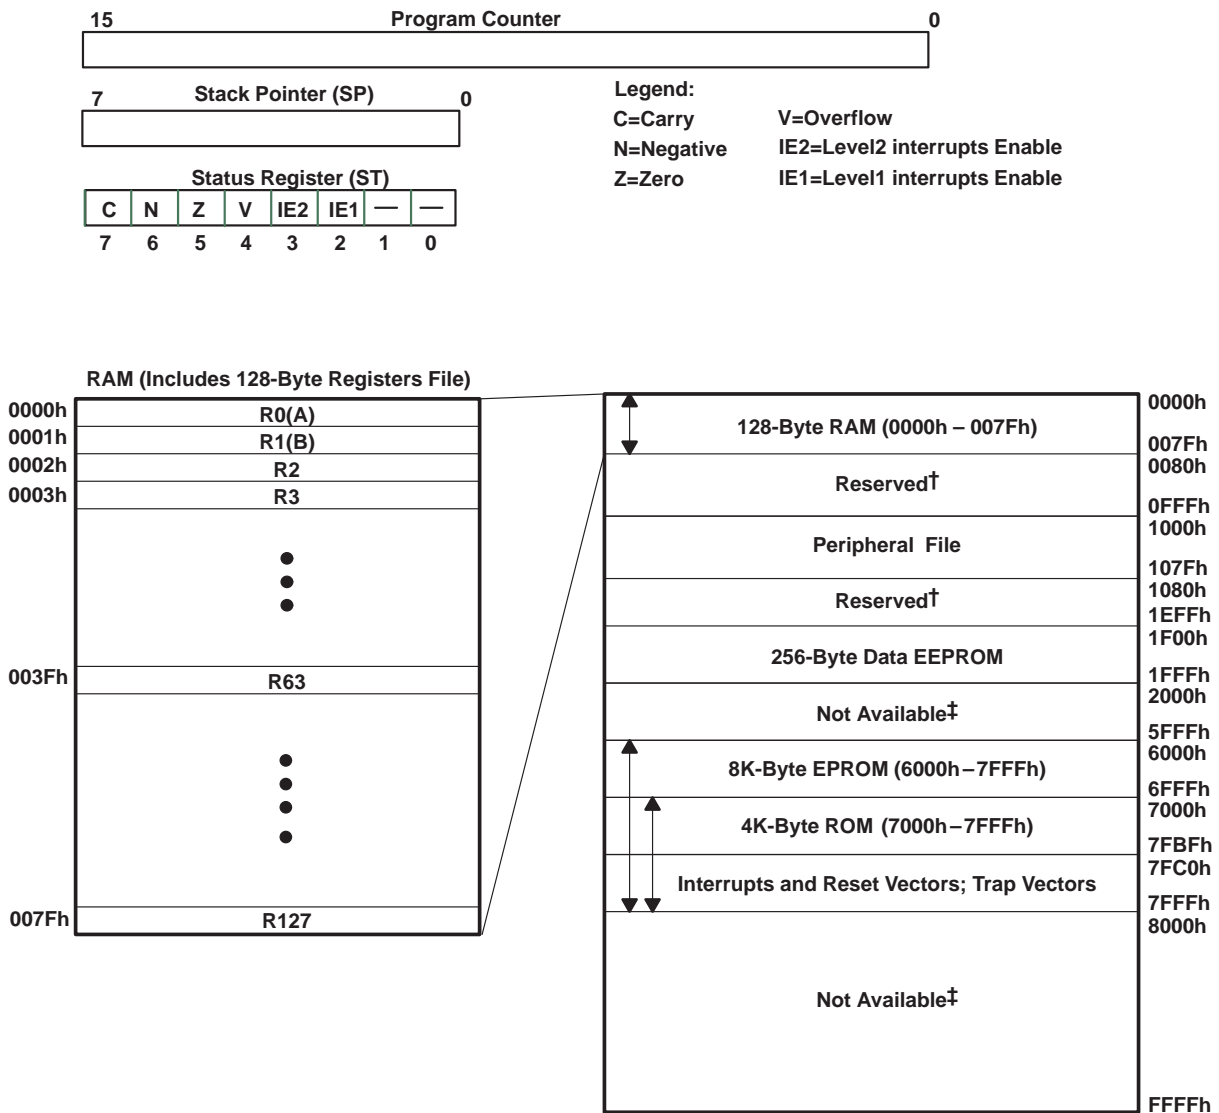 15 Program Counter 0
7 Stack Pointer (SP) 0
Legend:
C=Carry V=Overflow
N=Negative IE2=Level2 interrupts Enable
Z=Zero IE1=Level1 interrupts Enable
Status Register (ST)
C N Z V IE2 IE1 — —
7 6 5 4 3 2 1 0
RAM (Includes 128-Byte Registers File)
0000h R0(A)
0001h R1(B)
0002h R2
0003h R3
003Fh R63
007Fh R127
0000h
128-Byte RAM (0000h – 007Fh)
007Fh
0080h
Reserved†
0FFFh
1000h
Peripheral File
107Fh
1080h
Reserved†
1EFFh
1F00h
256-Byte Data EEPROM
1FFFh
2000h
Not Available‡
5FFFh
6000h
8K-Byte EPROM (6000h–7FFFh)
6FFFh
7000h
4K-Byte ROM (7000h–7FFFh)
7FBFh
7FC0h
Interrupts and Reset Vectors; Trap Vectors
7FFFh
8000h
Not Available‡
FFFFh